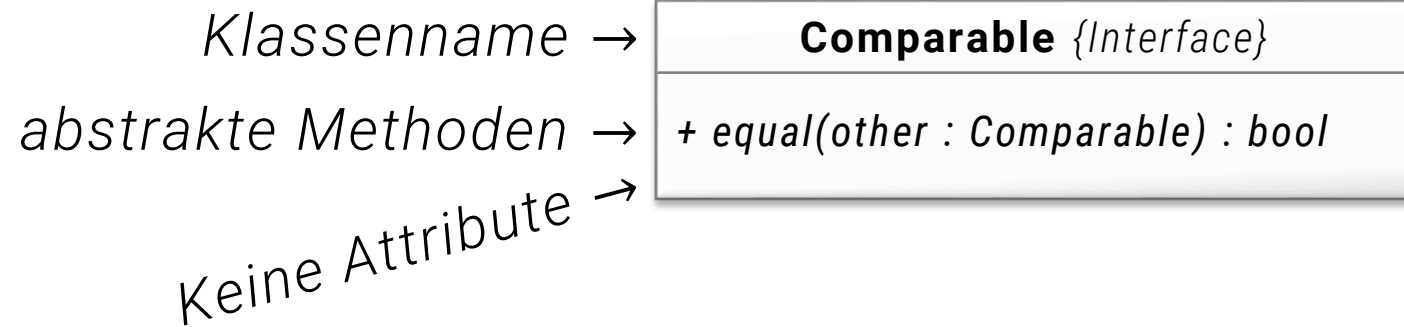 Klassenname → Comparable {Interface}
abstrakte Methoden → + equal(other : Comparable) : bool
Keine Attribute →